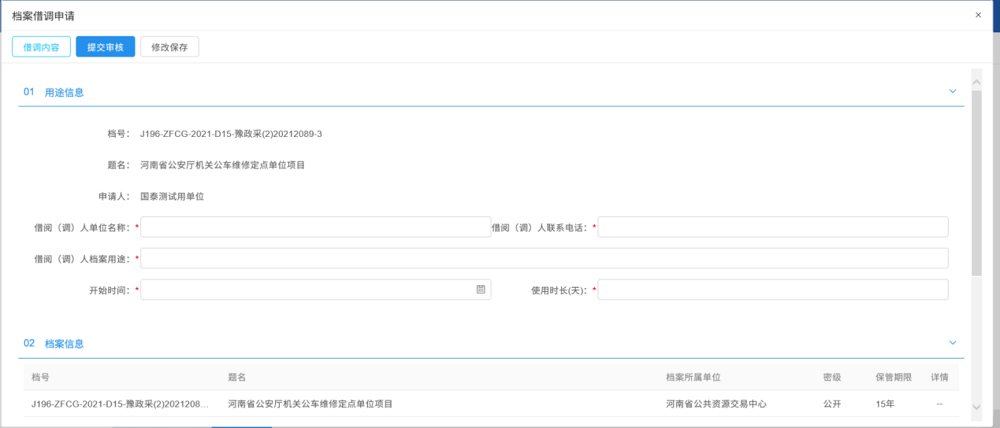 档案借调申请
×
借调内容 提交审核 修改保存
01 用途信息
档号： J196-ZFCG-2021-D15-豫政采(2)20212089-3
题名： 河南省公安厅机关公车维修定点单位项目
申请人： 国泰测试用单位
借阅（调）人单位名称：* 借阅（调）人联系电话：*
借阅（调）人档案用途：*
开始时间：* 使用时长(天)：*
02 档案信息
档号 题名 档案所属单位 密级 保管期限 详情
J196-ZFCG-2021-D15-豫政采(2)2021208... 河南省公安厅机关公车维修定点单位项目 河南省公共资源交易中心 公开 15年 --